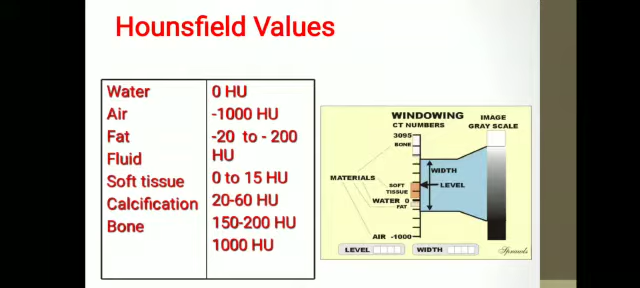 Hounsfield Values
Water
Air
Fat
Fluid
Soft tissue
Calcification
Bone
0 HU
-1000 HU
-20 to - 200
HU
0 to 15 HU
20-60 HU
150-200 HU
1000 HU
WINDOWING
CT NUMBERS
IMAGE
GRAY SCALE
3095
BONE
WIDTH
MATERIALS
SOFT
TISSUE
LEVEL
WATER 0
FAT
AIR -1000
LEVEL
WIDTH
Sprawls